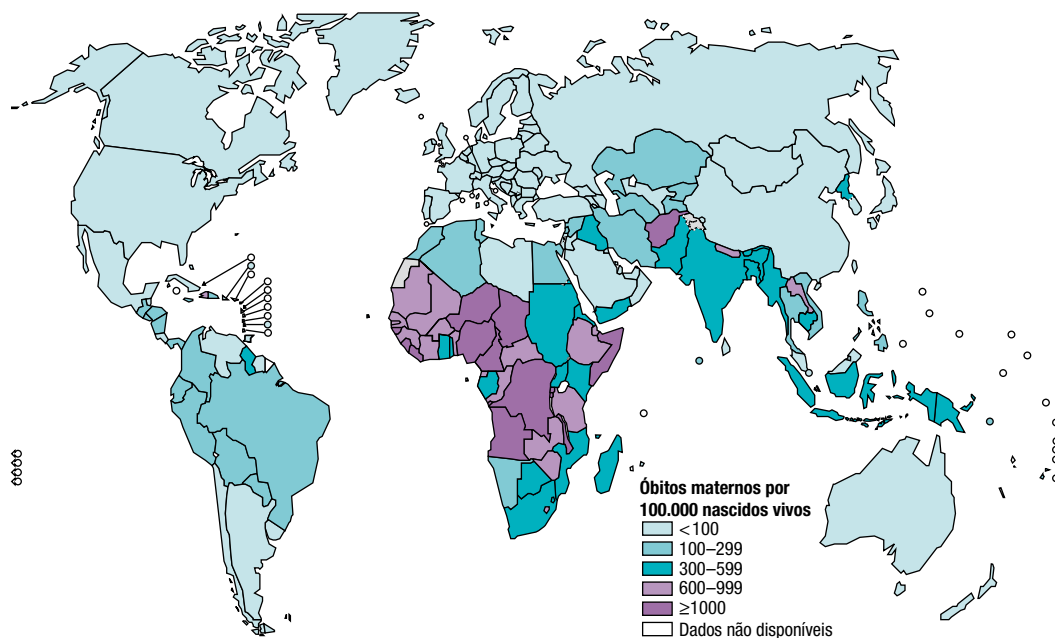 Óbitos maternos por
100.000 nascidos vivos
<100
100–299
300–599
600–999
≥1000
Dados não disponíveis